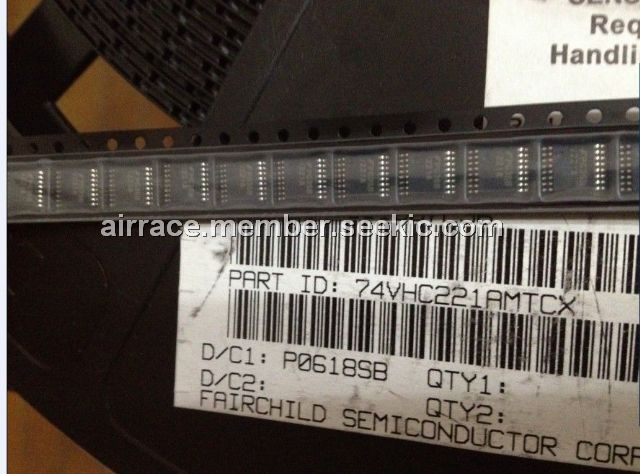 Req
Handli
airrace.member.seekic.com
PART ID: 74VHC221AMTCX
D/C1: P0618SB QTY1:
D/C2: QTY2:
FAIRCHILD SEMICONDUCTOR CORP